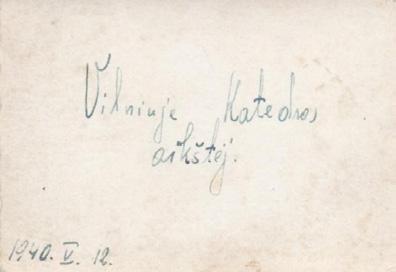 Vilniuje Katedros
aikštėj.
1940. V. 12.